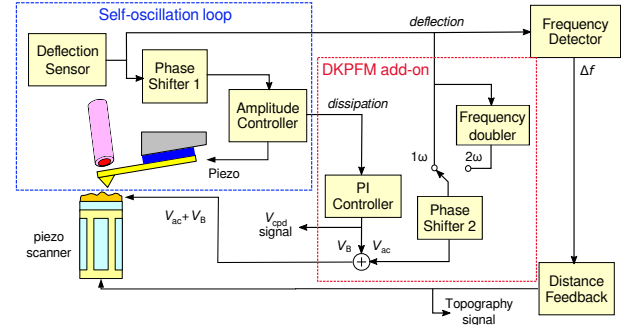 Self-oscillation loop
deflection
Frequency
Detector
Deflection
Sensor
Phase
Shifter 1
DKPFM add-on
Δf
Amplitude
Controller
dissipation
Frequency
doubler
Piezo
1ω
2ω
PI
Controller
Vac+ VB
Vcpd
signal
Phase
Shifter 2
piezo
scanner
VB
Vac
Distance
Feedback
Topography
signal